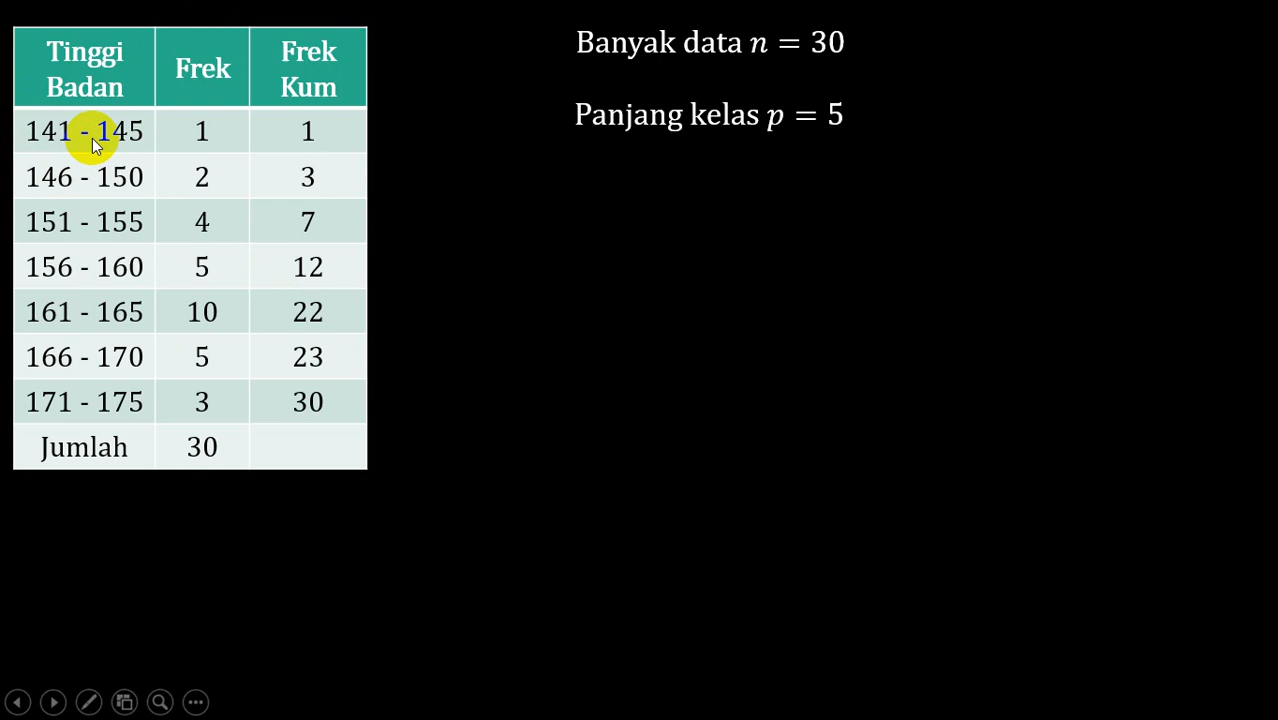 Tinggi Badan Frek Frek Kum
141 - 145 1 1
146 - 150 2 3
151 - 155 4 7
156 - 160 5 12
161 - 165 10 22
166 - 170 5 23
171 - 175 3 30
Jumlah 30
Banyak data n = 30
Panjang kelas p = 5